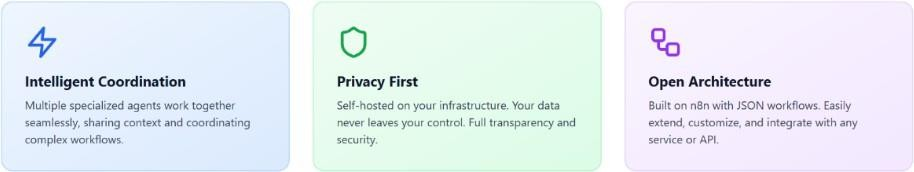 Intelligent Coordination
Multiple specialized agents work together
seamlessly, sharing context and coordinating
complex workflows.
Privacy First
Self-hosted on your infrastructure. Your data
never leaves your control. Full transparency and
security.
Open Architecture
Built on n8n with JSON workflows. Easily
extend, customize, and integrate with any
service or API.